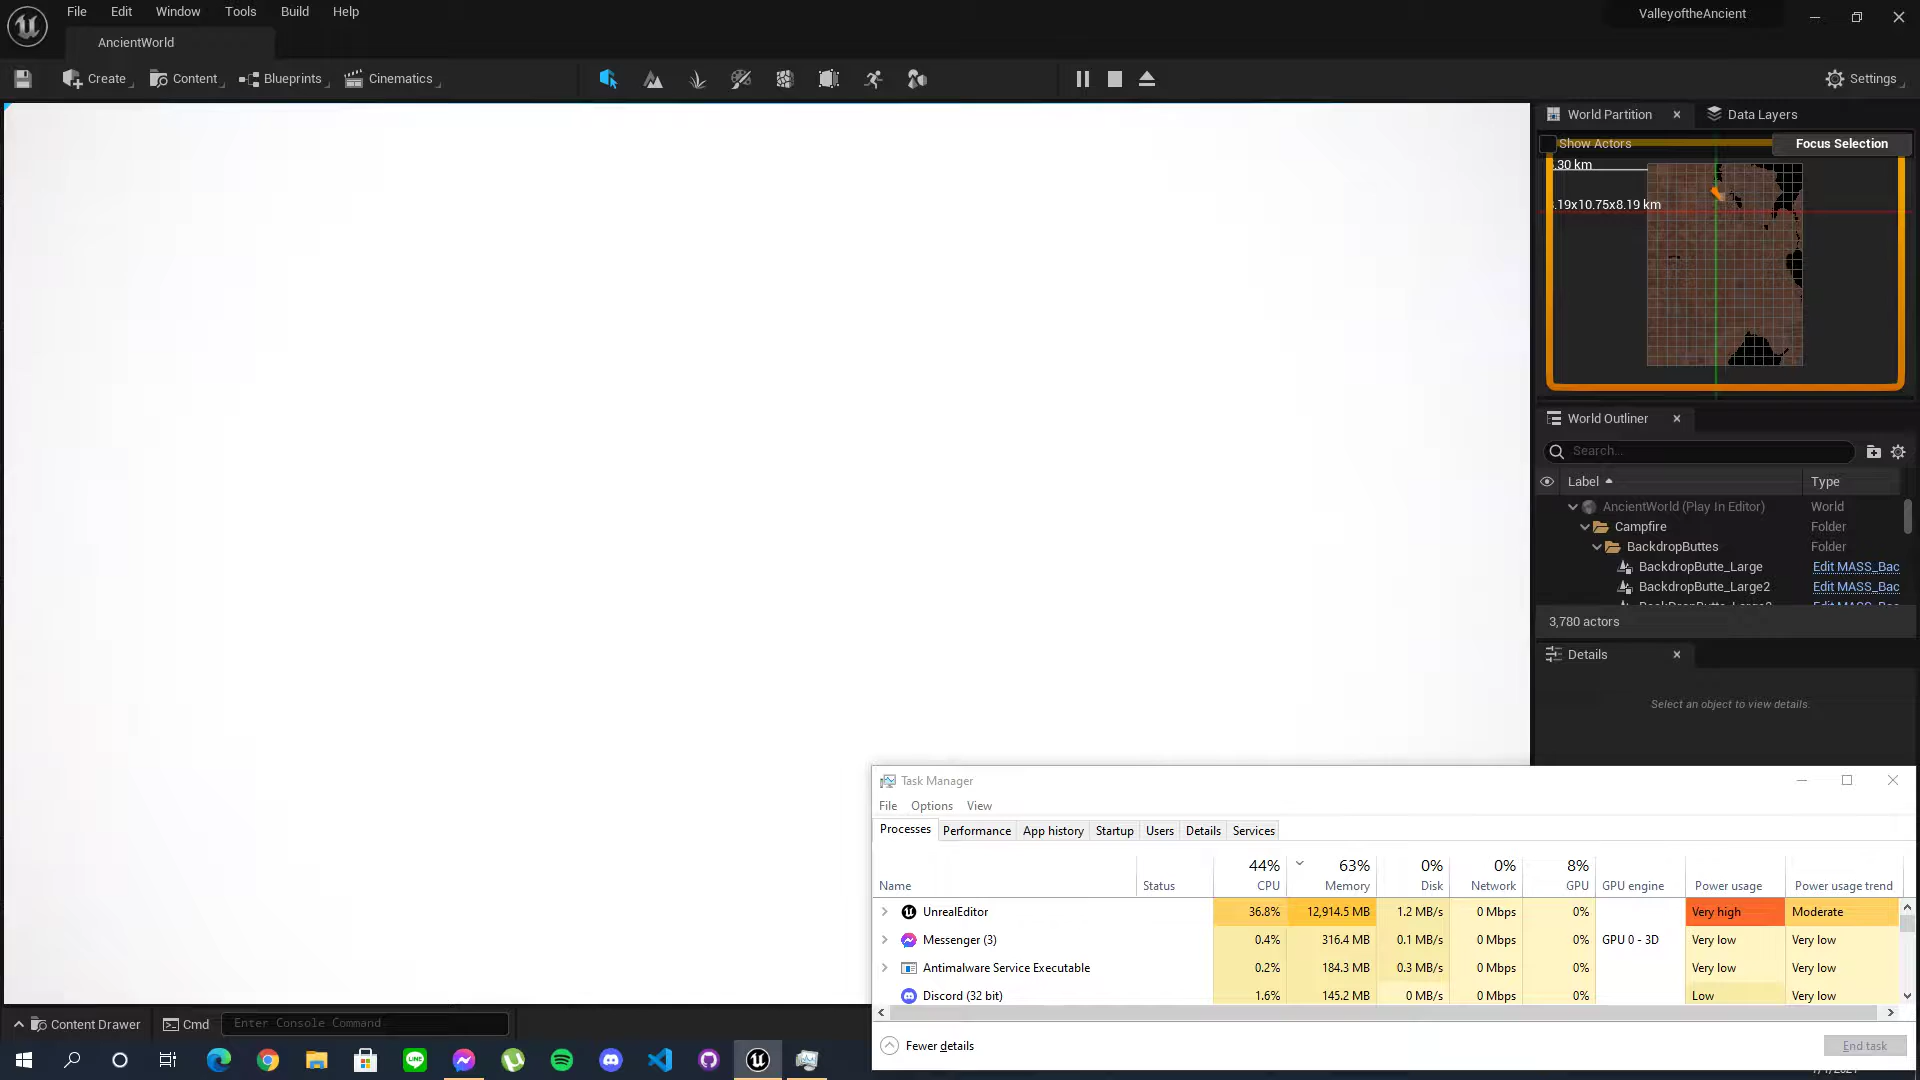 File Edit Window Tools Build Help
ValleyoftheAncient
AncientWorld
Create Content Blueprints Cinematics
Settings
World Partition Data Layers
Show Actors Focus Selection
.30 km
.19x10.75x8.19 km
World Outliner
Search...
Label Type
AncientWorld (Play In Editor) World
Campfire Folder
BackdropButtes Folder
BackdropButte_Large Edit MASS_Bac
BackdropButte_Large2 Edit MASS_Bac
3,780 actors
Details
Select an object to view details.
Task Manager
File Options View
Processes Performance App history Startup Users Details Services
44% 63% 0% 0% 8%
Name Status CPU Memory Disk Network GPU GPU engine Power usage Power usage trend
UnrealEditor 36.8% 12,914.5 MB 1.2 MB/s 0 Mbps 0% Very high Moderate
Messenger (3) 0.4% 316.4 MB 0.1 MB/s 0 Mbps 0% GPU 0 - 3D Very low Very low
Antimalware Service Executable 0.2% 184.3 MB 0.3 MB/s 0 Mbps 0% Very low Very low
Discord (32 bit) 1.6% 145.2 MB 0 MB/s 0 Mbps 0% Low Very low
Fewer details End task
Content Drawer Cmd Enter Console Command
LINE